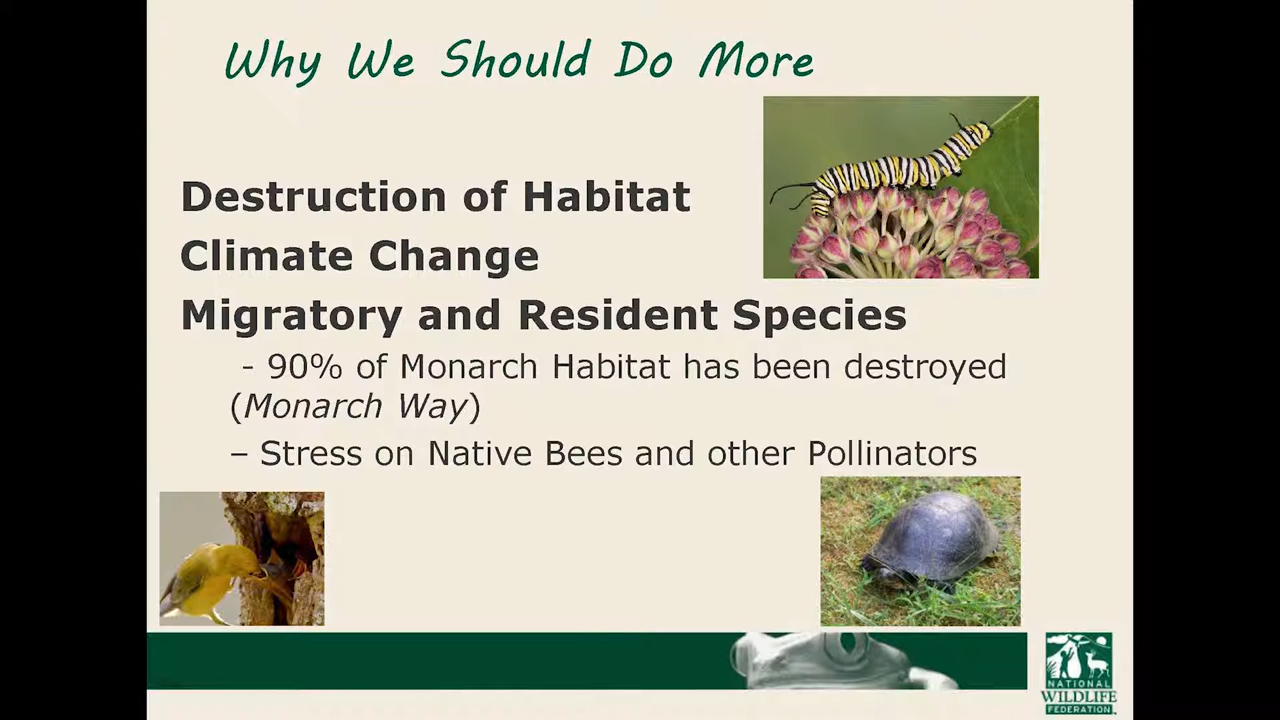 Why We Should Do More
Destruction of Habitat
Climate Change
Migratory and Resident Species
- 90% of Monarch Habitat has been destroyed
(Monarch Way)
– Stress on Native Bees and other Pollinators
NATIONAL
WILDLIFE
FEDERATION